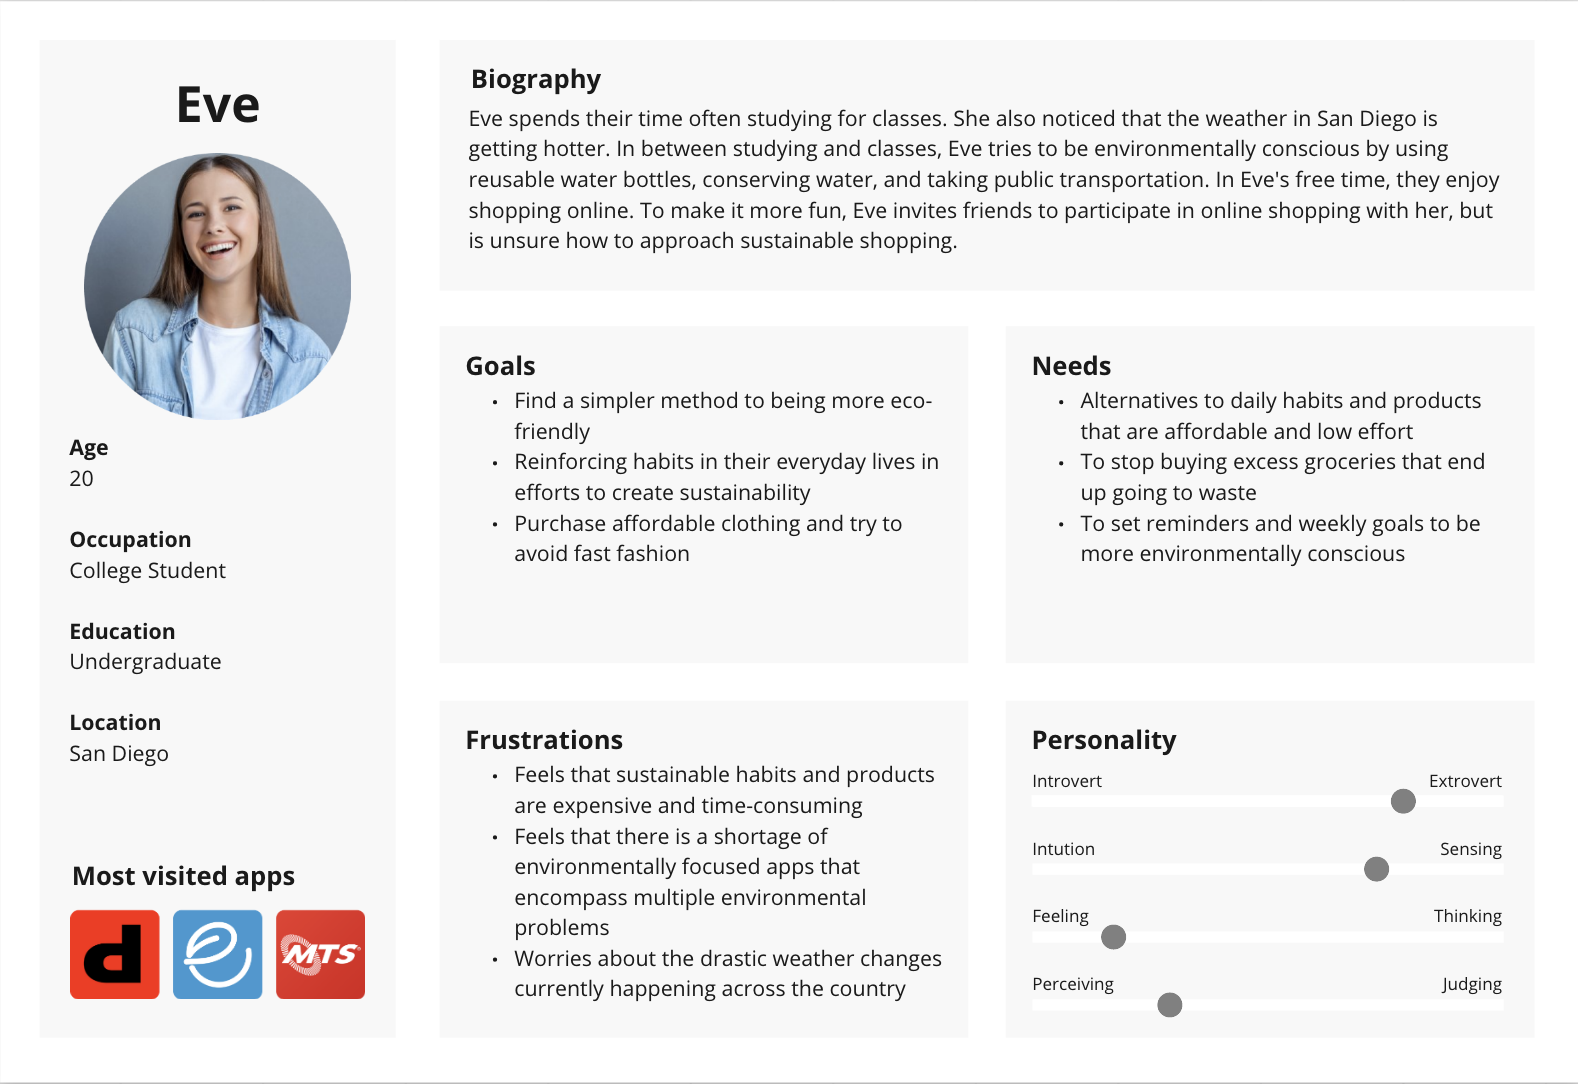 Eve
Age
20
Occupation
College Student
Education
Undergraduate
Location
San Diego
Most visited apps
d
e
MTS
Biography
Eve spends their time often studying for classes. She also noticed that the weather in San Diego is
getting hotter. In between studying and classes, Eve tries to be environmentally conscious by using
reusable water bottles, conserving water, and taking public transportation. In Eve's free time, they enjoy
shopping online. To make it more fun, Eve invites friends to participate in online shopping with her, but
is unsure how to approach sustainable shopping.
Goals
• Find a simpler method to being more eco-
friendly
• Reinforcing habits in their everyday lives in
efforts to create sustainability
• Purchase affordable clothing and try to
avoid fast fashion
Needs
• Alternatives to daily habits and products
that are affordable and low effort
• To stop buying excess groceries that end
up going to waste
• To set reminders and weekly goals to be
more environmentally conscious
Frustrations
• Feels that sustainable habits and products
are expensive and time-consuming
• Feels that there is a shortage of
environmentally focused apps that
encompass multiple environmental
problems
• Worries about the drastic weather changes
currently happening across the country
Personality
Introvert Extrovert
Intution Sensing
Feeling Thinking
Perceiving Judging